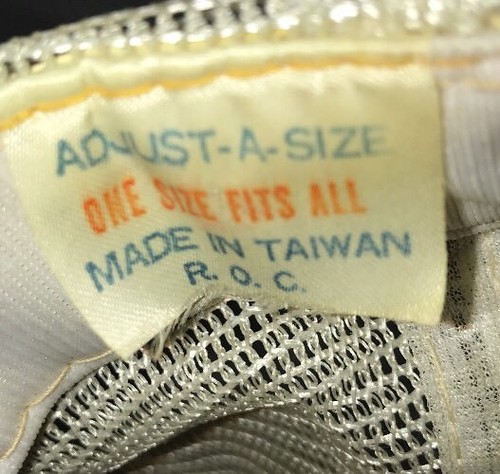 ADJUST-A-SIZE
ONE SIZE FITS ALL
MADE IN TAIWAN
R. O. C.